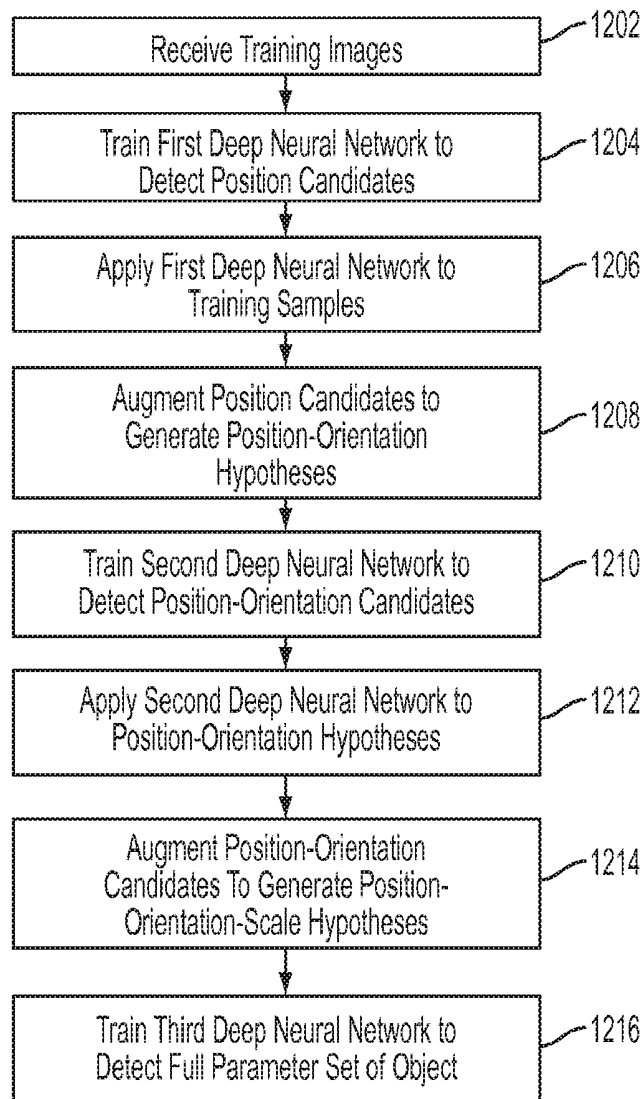 Receive Training Images
1202
Train First Deep Neural Network to
Detect Position Candidates
1204
Apply First Deep Neural Network to
Training Samples
1206
Augment Position Candidates to
Generate Position-Orientation
Hypotheses
1208
Train Second Deep Neural Network to
Detect Position-Orientation Candidates
1210
Apply Second Deep Neural Network to
Position-Orientation Hypotheses
1212
Augment Position-Orientation
Candidates To Generate Position-
Orientation-Scale Hypotheses
1214
Train Third Deep Neural Network to
Detect Full Parameter Set of Object
1216